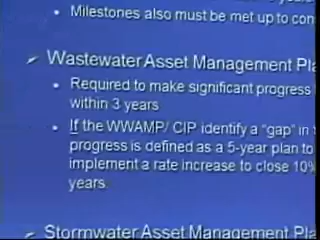 • Milestones also must be met up to con
Wastewater Asset Management Pla
• Required to make significant progress
within 3 years
• If the WWAMP/ CIP identify a "gap" in
progress is defined as a 5-year plan to
implement a rate increase to close 10%
years.
Stormwater Asset Management Pla